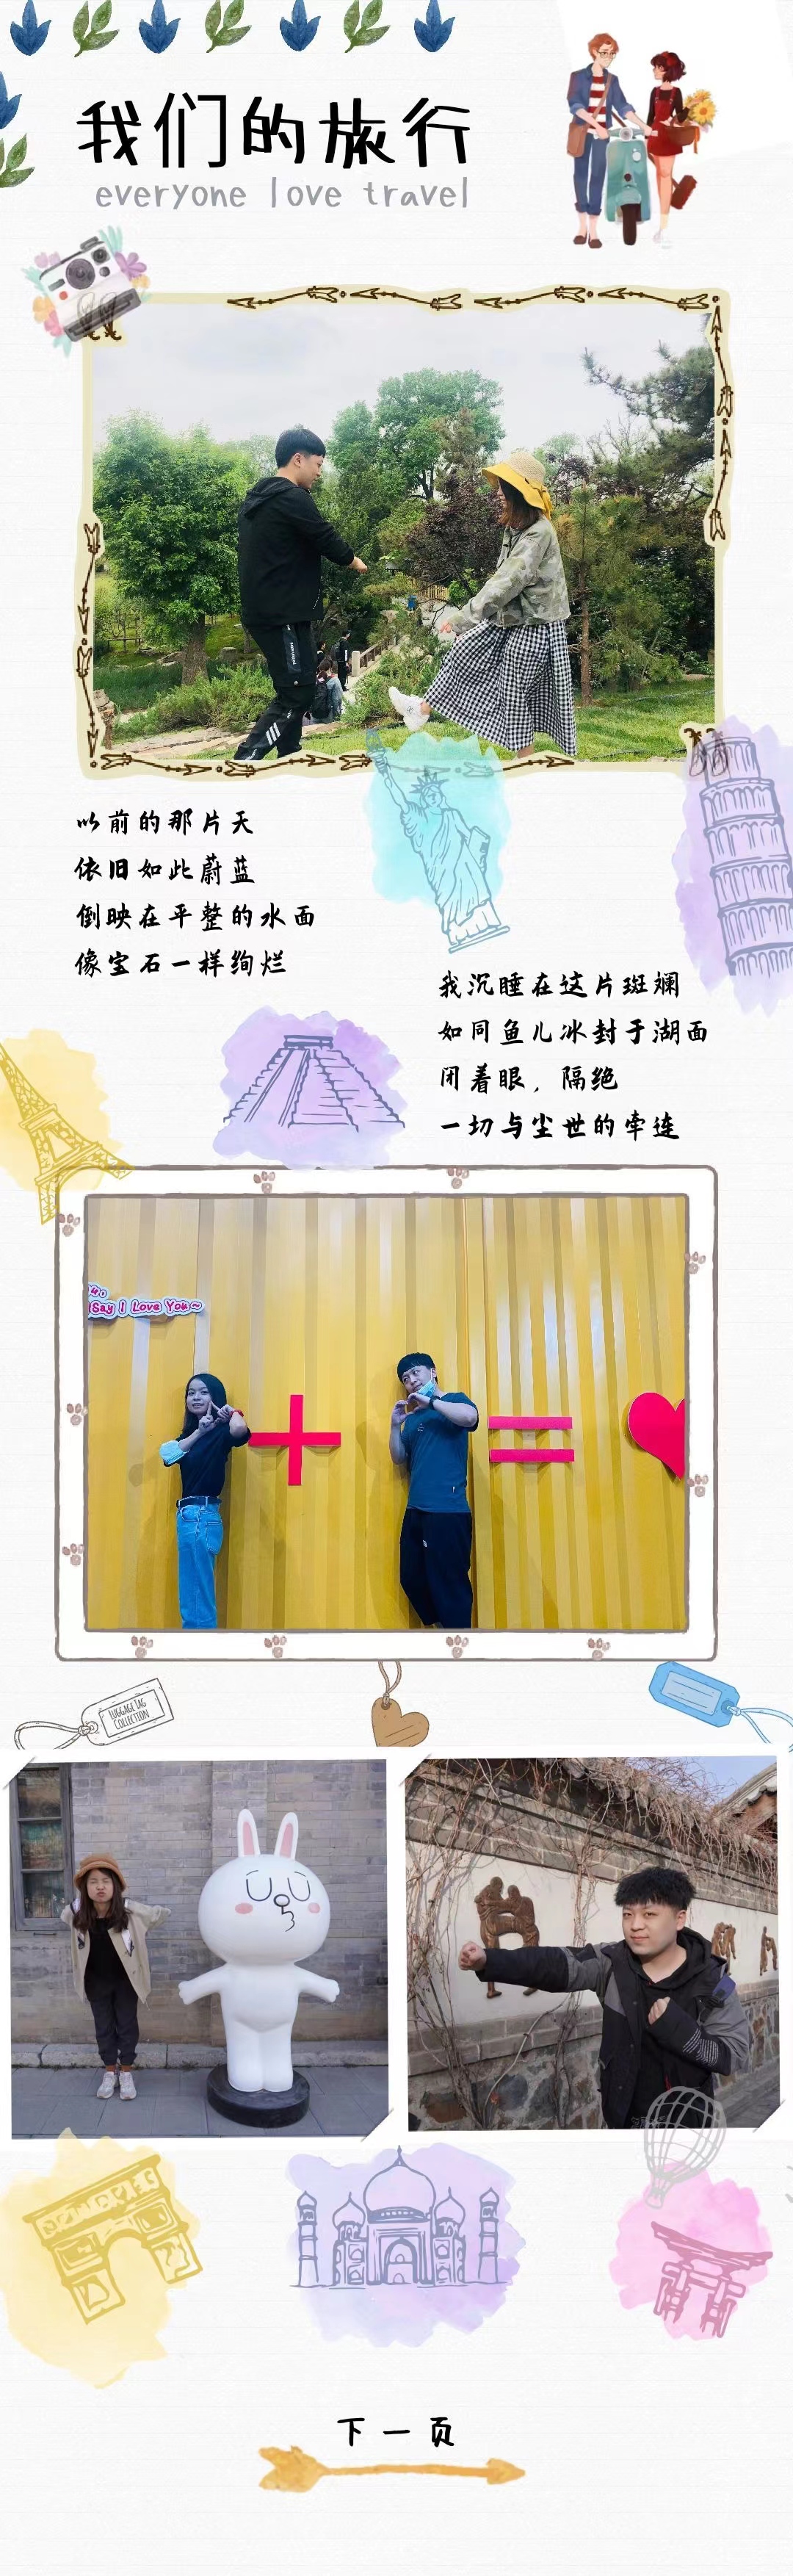 我们的旅行
everyone love travel
以前的那片天
依旧如此蔚蓝
倒映在平整的水面
像宝石一样绚烂
我沉睡在这片斑斓
如同鱼儿冰封于湖面
闭着眼，隔绝
一切与尘世的牵连
Say I Love You~
LUGGAGE TAG
COLLECTION
下一页